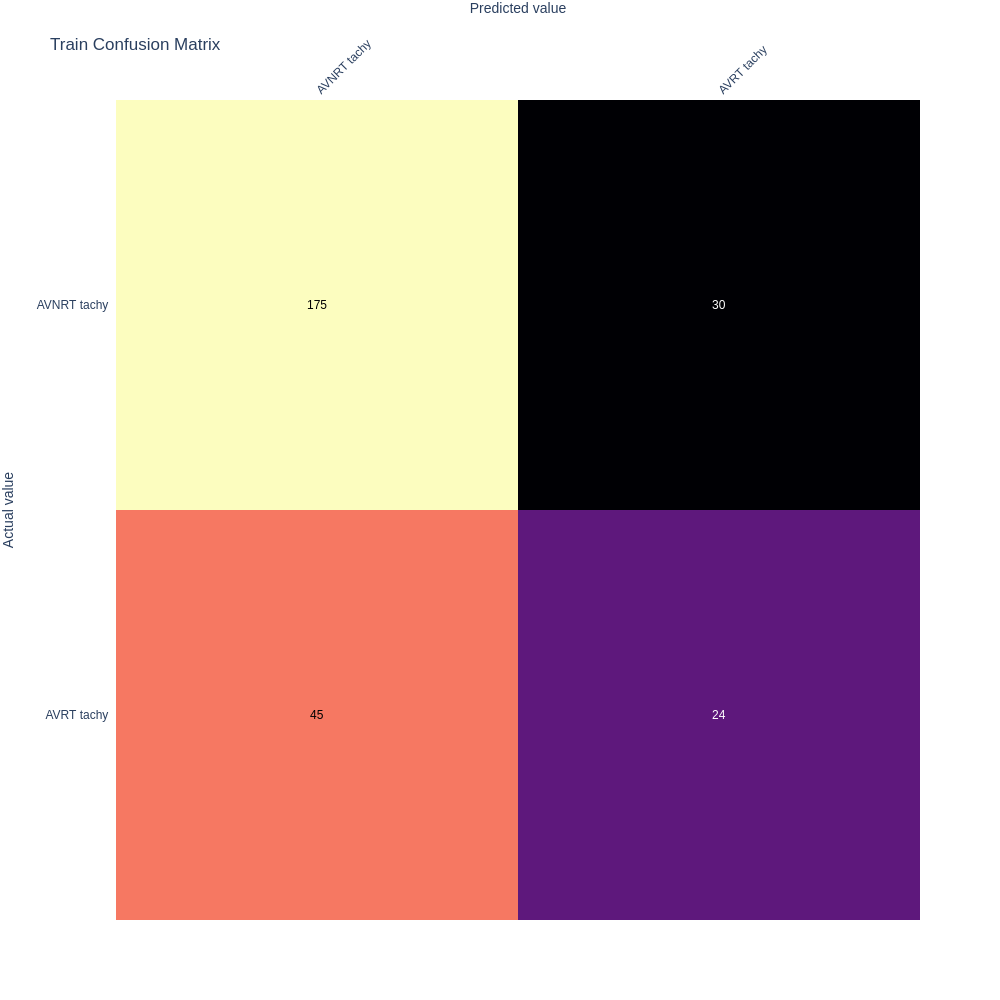 Predicted value
Train Confusion Matrix
AVNRT tachy
AVRT tachy
AVNRT tachy
175
30
Actual value
AVRT tachy
45
24